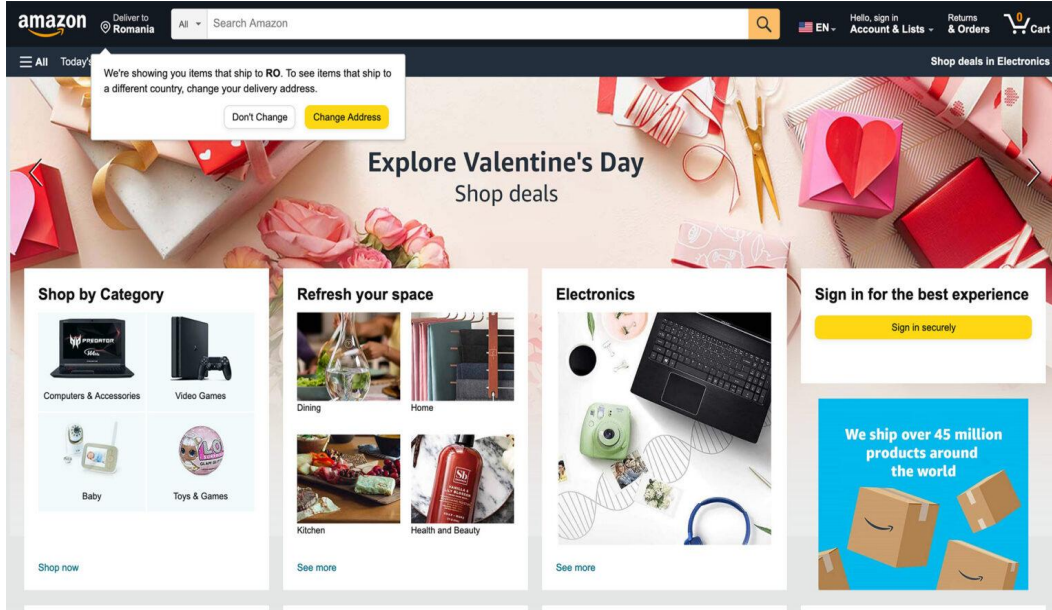 amazon
Deliver to
Romania
All
Search Amazon
EN
Hello, sign in
Account & Lists
Returns
& Orders
0
Cart
All
Today's
Shop deals in Electronics
We're showing you items that ship to RO. To see items that ship to
a different country, change your delivery address.
Don't Change
Change Address
Explore Valentine's Day
Shop deals
Shop by Category
PREDATOR
Computers & Accessories
Video Games
Baby
Toys & Games
Shop now
Refresh your space
Dining
Home
Sb
Kitchen
Health and Beauty
See more
Electronics
See more
Sign in for the best experience
Sign in securely
We ship over 45 million
products around
the world